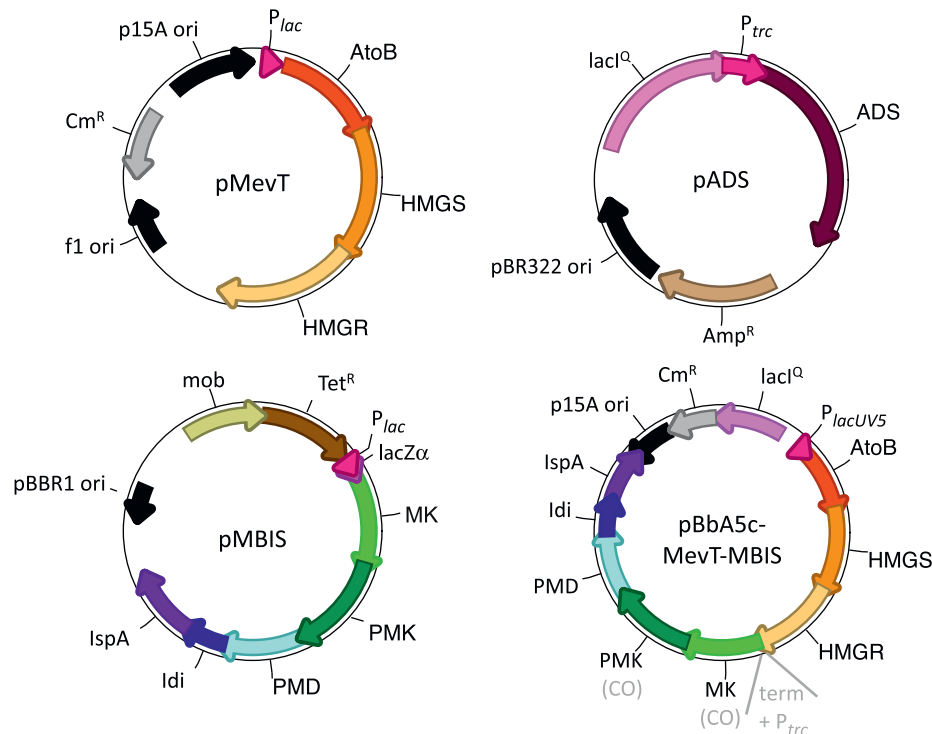 pMevT
p15A ori
Plac
AtoB
HMGS
HMGR
f1 ori
CmR
pADS
lacIQ
Ptrc
ADS
AmpR
pBR322 ori
pMBIS
mob
TetR
Plac
lacZα
MK
PMK
PMD
Idi
IspA
pBBR1 ori
pBbA5c-
MevT-MBIS
CmR
lacIQ
PlacUV5
AtoB
HMGS
HMGR
term
+ Ptrc
MK
(CO)
PMK
(CO)
PMD
Idi
IspA
p15A ori